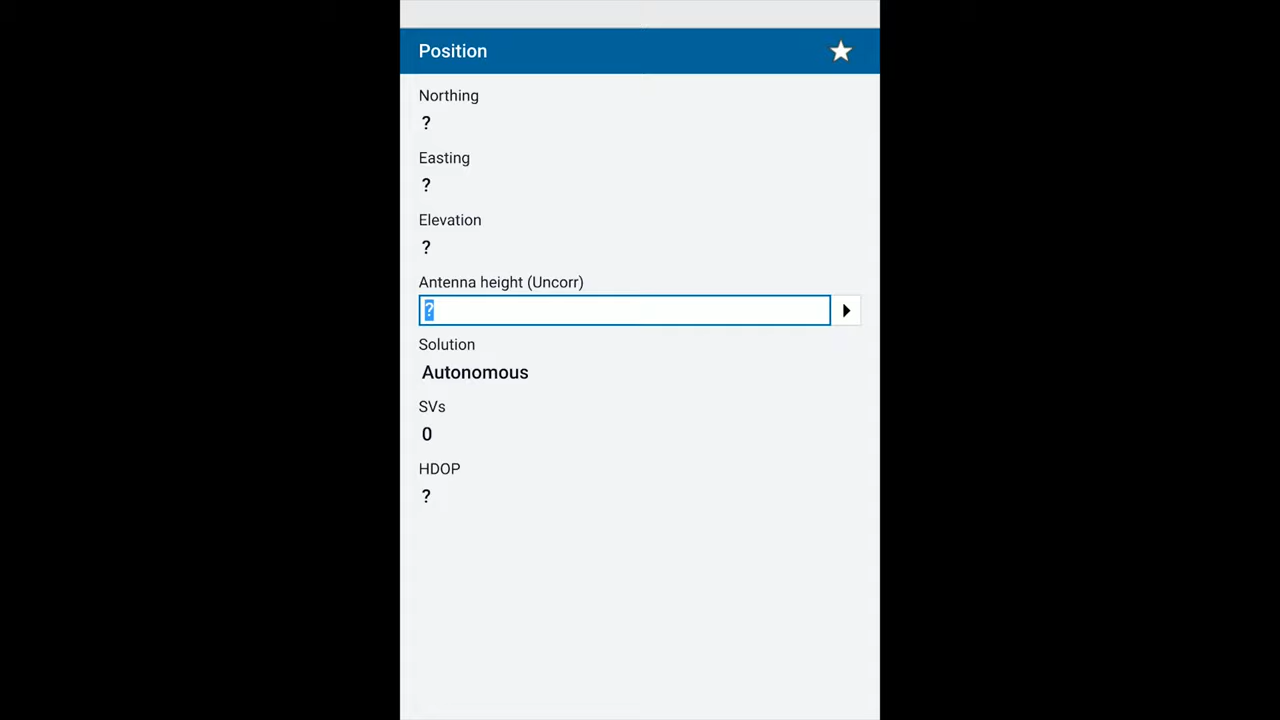 Position
Northing
?
Easting
?
Elevation
?
Antenna height (Uncorr)
?
Solution
Autonomous
SVs
0
HDOP
?